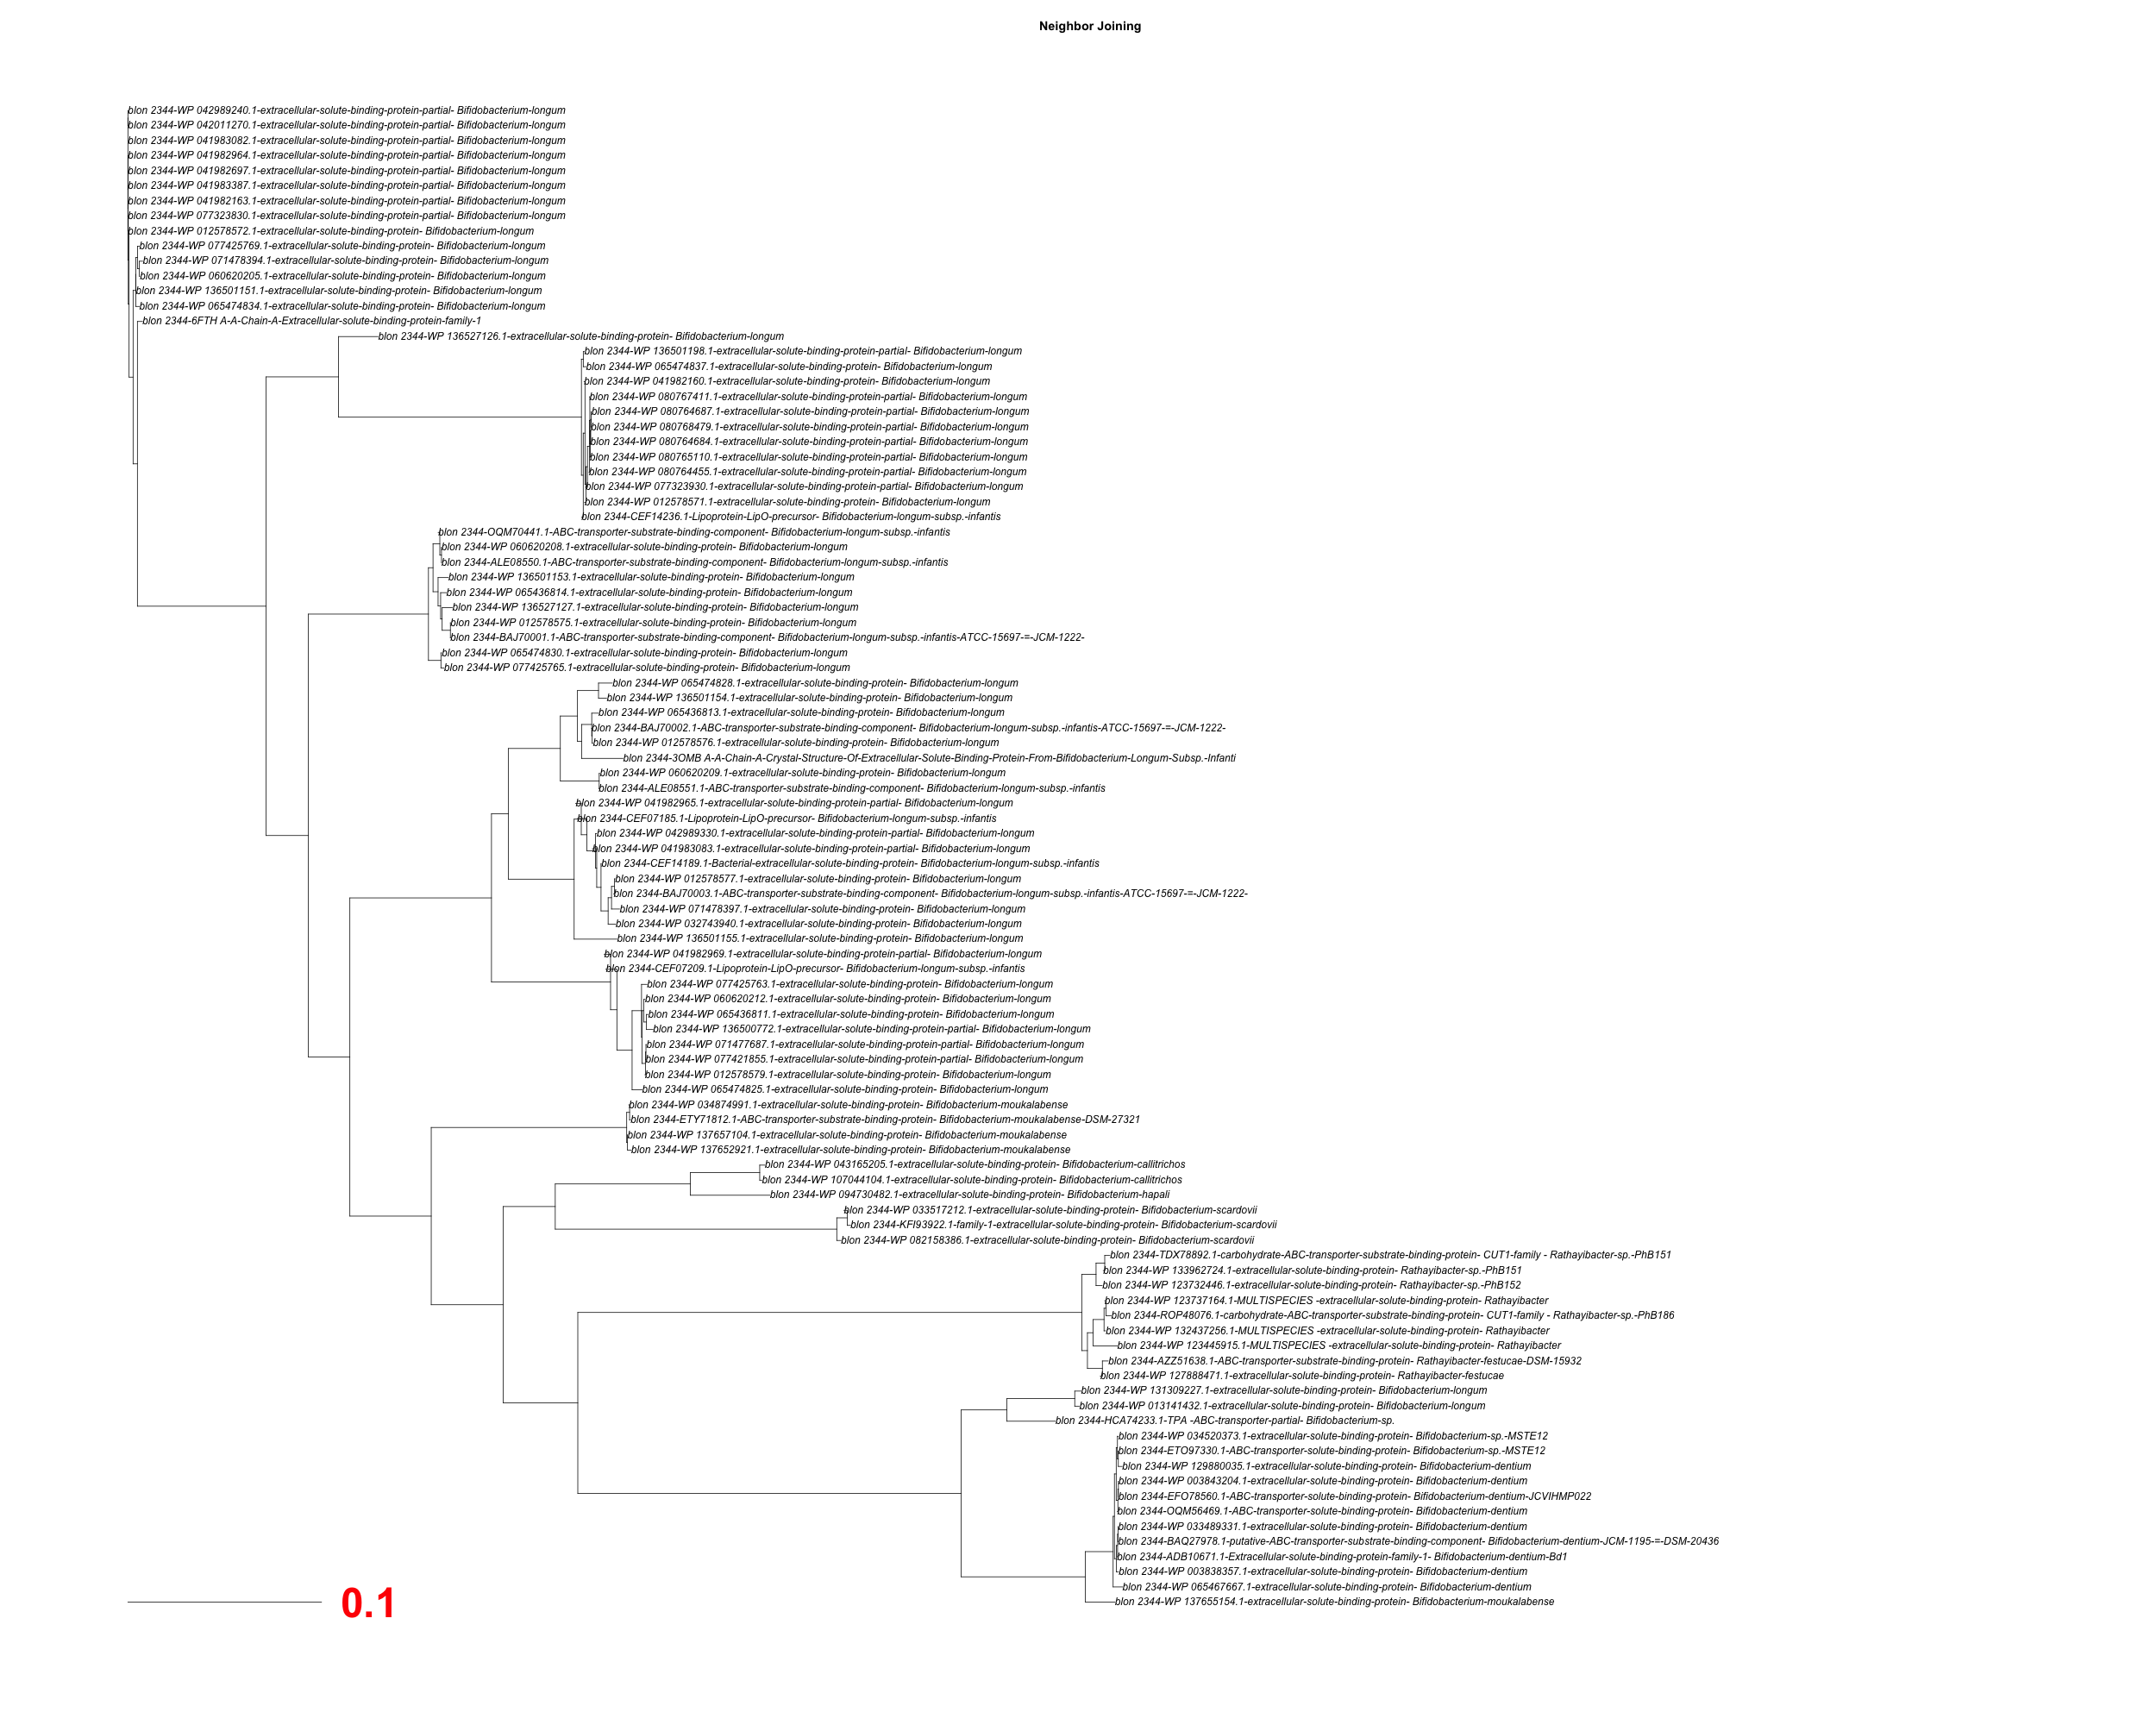 Neighbor Joining
blon 2344-WP 042989240.1-extracellular-solute-binding-protein-partial- Bifidobacterium-longum
blon 2344-WP 042011270.1-extracellular-solute-binding-protein-partial- Bifidobacterium-longum
blon 2344-WP 041983082.1-extracellular-solute-binding-protein-partial- Bifidobacterium-longum
blon 2344-WP 041982964.1-extracellular-solute-binding-protein-partial- Bifidobacterium-longum
blon 2344-WP 041982697.1-extracellular-solute-binding-protein-partial- Bifidobacterium-longum
blon 2344-WP 041983387.1-extracellular-solute-binding-protein-partial- Bifidobacterium-longum
blon 2344-WP 041982163.1-extracellular-solute-binding-protein-partial- Bifidobacterium-longum
blon 2344-WP 077323830.1-extracellular-solute-binding-protein-partial- Bifidobacterium-longum
blon 2344-WP 012578572.1-extracellular-solute-binding-protein- Bifidobacterium-longum
blon 2344-WP 077425769.1-extracellular-solute-binding-protein- Bifidobacterium-longum
blon 2344-WP 071478394.1-extracellular-solute-binding-protein- Bifidobacterium-longum
blon 2344-WP 060620205.1-extracellular-solute-binding-protein- Bifidobacterium-longum
blon 2344-WP 136501151.1-extracellular-solute-binding-protein- Bifidobacterium-longum
blon 2344-WP 065474834.1-extracellular-solute-binding-protein- Bifidobacterium-longum
blon 2344-6FTH A-A-Chain-A-Extracellular-solute-binding-protein-family-1
blon 2344-WP 136527126.1-extracellular-solute-binding-protein- Bifidobacterium-longum
blon 2344-WP 136501198.1-extracellular-solute-binding-protein-partial- Bifidobacterium-longum
blon 2344-WP 065474837.1-extracellular-solute-binding-protein- Bifidobacterium-longum
blon 2344-WP 041982160.1-extracellular-solute-binding-protein- Bifidobacterium-longum
blon 2344-WP 080767411.1-extracellular-solute-binding-protein-partial- Bifidobacterium-longum
blon 2344-WP 080764687.1-extracellular-solute-binding-protein-partial- Bifidobacterium-longum
blon 2344-WP 080768479.1-extracellular-solute-binding-protein-partial- Bifidobacterium-longum
blon 2344-WP 080764684.1-extracellular-solute-binding-protein-partial- Bifidobacterium-longum
blon 2344-WP 080765110.1-extracellular-solute-binding-protein-partial- Bifidobacterium-longum
blon 2344-WP 080764455.1-extracellular-solute-binding-protein-partial- Bifidobacterium-longum
blon 2344-WP 077323930.1-extracellular-solute-binding-protein-partial- Bifidobacterium-longum
blon 2344-WP 012578571.1-extracellular-solute-binding-protein- Bifidobacterium-longum
blon 2344-CEF14236.1-Lipoprotein-LipO-precursor- Bifidobacterium-longum-subsp.-infantis
blon 2344-OQM70441.1-ABC-transporter-substrate-binding-component- Bifidobacterium-longum-subsp.-infantis
blon 2344-WP 060620208.1-extracellular-solute-binding-protein- Bifidobacterium-longum
blon 2344-ALE08550.1-ABC-transporter-substrate-binding-component- Bifidobacterium-longum-subsp.-infantis
blon 2344-WP 136501153.1-extracellular-solute-binding-protein- Bifidobacterium-longum
blon 2344-WP 065436814.1-extracellular-solute-binding-protein- Bifidobacterium-longum
blon 2344-WP 136527127.1-extracellular-solute-binding-protein- Bifidobacterium-longum
blon 2344-WP 012578575.1-extracellular-solute-binding-protein- Bifidobacterium-longum
blon 2344-BAJ70001.1-ABC-transporter-substrate-binding-component- Bifidobacterium-longum-subsp.-infantis-ATCC-15697-=-JCM-1222-
blon 2344-WP 065474830.1-extracellular-solute-binding-protein- Bifidobacterium-longum
blon 2344-WP 077425765.1-extracellular-solute-binding-protein- Bifidobacterium-longum
blon 2344-WP 065474828.1-extracellular-solute-binding-protein- Bifidobacterium-longum
blon 2344-WP 136501154.1-extracellular-solute-binding-protein- Bifidobacterium-longum
blon 2344-WP 065436813.1-extracellular-solute-binding-protein- Bifidobacterium-longum
blon 2344-BAJ70002.1-ABC-transporter-substrate-binding-component- Bifidobacterium-longum-subsp.-infantis-ATCC-15697-=-JCM-1222-
blon 2344-WP 012578576.1-extracellular-solute-binding-protein- Bifidobacterium-longum
blon 2344-3OMB A-A-Chain-A-Crystal-Structure-Of-Extracellular-Solute-Binding-Protein-From-Bifidobacterium-Longum-Subsp.-Infanti
blon 2344-WP 060620209.1-extracellular-solute-binding-protein- Bifidobacterium-longum
blon 2344-ALE08551.1-ABC-transporter-substrate-binding-component- Bifidobacterium-longum-subsp.-infantis
blon 2344-WP 041982965.1-extracellular-solute-binding-protein-partial- Bifidobacterium-longum
blon 2344-CEF07185.1-Lipoprotein-LipO-precursor- Bifidobacterium-longum-subsp.-infantis
blon 2344-WP 042989330.1-extracellular-solute-binding-protein-partial- Bifidobacterium-longum
blon 2344-WP 041983083.1-extracellular-solute-binding-protein-partial- Bifidobacterium-longum
blon 2344-CEF14189.1-Bacterial-extracellular-solute-binding-protein- Bifidobacterium-longum-subsp.-infantis
blon 2344-WP 012578577.1-extracellular-solute-binding-protein- Bifidobacterium-longum
blon 2344-BAJ70003.1-ABC-transporter-substrate-binding-component- Bifidobacterium-longum-subsp.-infantis-ATCC-15697-=-JCM-1222-
blon 2344-WP 071478397.1-extracellular-solute-binding-protein- Bifidobacterium-longum
blon 2344-WP 032743940.1-extracellular-solute-binding-protein- Bifidobacterium-longum
blon 2344-WP 136501155.1-extracellular-solute-binding-protein- Bifidobacterium-longum
blon 2344-WP 041982969.1-extracellular-solute-binding-protein-partial- Bifidobacterium-longum
blon 2344-CEF07209.1-Lipoprotein-LipO-precursor- Bifidobacterium-longum-subsp.-infantis
blon 2344-WP 077425763.1-extracellular-solute-binding-protein- Bifidobacterium-longum
blon 2344-WP 060620212.1-extracellular-solute-binding-protein- Bifidobacterium-longum
blon 2344-WP 065436811.1-extracellular-solute-binding-protein- Bifidobacterium-longum
blon 2344-WP 136500772.1-extracellular-solute-binding-protein-partial- Bifidobacterium-longum
blon 2344-WP 071477687.1-extracellular-solute-binding-protein-partial- Bifidobacterium-longum
blon 2344-WP 077421855.1-extracellular-solute-binding-protein-partial- Bifidobacterium-longum
blon 2344-WP 012578579.1-extracellular-solute-binding-protein- Bifidobacterium-longum
blon 2344-WP 065474825.1-extracellular-solute-binding-protein- Bifidobacterium-longum
blon 2344-WP 034874991.1-extracellular-solute-binding-protein- Bifidobacterium-moukalabense
blon 2344-ETY71812.1-ABC-transporter-substrate-binding-protein- Bifidobacterium-moukalabense-DSM-27321
blon 2344-WP 137657104.1-extracellular-solute-binding-protein- Bifidobacterium-moukalabense
blon 2344-WP 137652921.1-extracellular-solute-binding-protein- Bifidobacterium-moukalabense
blon 2344-WP 043165205.1-extracellular-solute-binding-protein- Bifidobacterium-callitrichos
blon 2344-WP 107044104.1-extracellular-solute-binding-protein- Bifidobacterium-callitrichos
blon 2344-WP 094730482.1-extracellular-solute-binding-protein- Bifidobacterium-hapali
blon 2344-WP 033517212.1-extracellular-solute-binding-protein- Bifidobacterium-scardovii
blon 2344-KFI93922.1-family-1-extracellular-solute-binding-protein- Bifidobacterium-scardovii
blon 2344-WP 082158386.1-extracellular-solute-binding-protein- Bifidobacterium-scardovii
blon 2344-TDX78892.1-carbohydrate-ABC-transporter-substrate-binding-protein- CUT1-family - Rathayibacter-sp.-PhB151
blon 2344-WP 133962724.1-extracellular-solute-binding-protein- Rathayibacter-sp.-PhB151
blon 2344-WP 123732446.1-extracellular-solute-binding-protein- Rathayibacter-sp.-PhB152
blon 2344-WP 123737164.1-MULTISPECIES -extracellular-solute-binding-protein- Rathayibacter
blon 2344-ROP48076.1-carbohydrate-ABC-transporter-substrate-binding-protein- CUT1-family - Rathayibacter-sp.-PhB186
blon 2344-WP 132437256.1-MULTISPECIES -extracellular-solute-binding-protein- Rathayibacter
blon 2344-WP 123445915.1-MULTISPECIES -extracellular-solute-binding-protein- Rathayibacter
blon 2344-AZZ51638.1-ABC-transporter-substrate-binding-protein- Rathayibacter-festucae-DSM-15932
blon 2344-WP 127888471.1-extracellular-solute-binding-protein- Rathayibacter-festucae
blon 2344-WP 131309227.1-extracellular-solute-binding-protein- Bifidobacterium-longum
blon 2344-WP 013141432.1-extracellular-solute-binding-protein- Bifidobacterium-longum
blon 2344-HCA74233.1-TPA -ABC-transporter-partial- Bifidobacterium-sp.
blon 2344-WP 034520373.1-extracellular-solute-binding-protein- Bifidobacterium-sp.-MSTE12
blon 2344-ETO97330.1-ABC-transporter-solute-binding-protein- Bifidobacterium-sp.-MSTE12
blon 2344-WP 129880035.1-extracellular-solute-binding-protein- Bifidobacterium-dentium
blon 2344-WP 003843204.1-extracellular-solute-binding-protein- Bifidobacterium-dentium
blon 2344-EFO78560.1-ABC-transporter-solute-binding-protein- Bifidobacterium-dentium-JCVIHMP022
blon 2344-OQM56469.1-ABC-transporter-solute-binding-protein- Bifidobacterium-dentium
blon 2344-WP 033489331.1-extracellular-solute-binding-protein- Bifidobacterium-dentium
blon 2344-BAQ27978.1-putative-ABC-transporter-substrate-binding-component- Bifidobacterium-dentium-JCM-1195-=-DSM-20436
blon 2344-ADB10671.1-Extracellular-solute-binding-protein-family-1- Bifidobacterium-dentium-Bd1
blon 2344-WP 003838357.1-extracellular-solute-binding-protein- Bifidobacterium-dentium
blon 2344-WP 065467667.1-extracellular-solute-binding-protein- Bifidobacterium-dentium
blon 2344-WP 137655154.1-extracellular-solute-binding-protein- Bifidobacterium-moukalabense
0.1